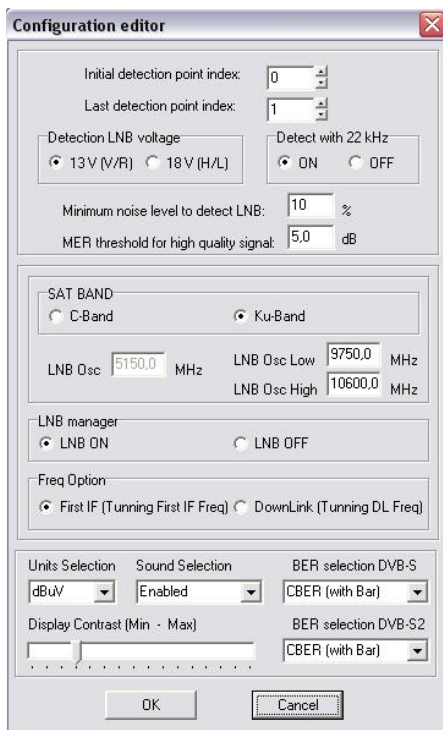 Configuration editor
Initial detection point index: 0
Last detection point index: 1
Detection LNB voltage
13 V (V/R) 18 V (H/L)
Detect with 22 kHz
ON OFF
Minimum noise level to detect LNB: 10 %
MER threshold for high quality signal: 5,0 dB
SAT BAND
C-Band Ku-Band
LNB Osc 5150,0 MHz
LNB Osc Low 9750,0 MHz
LNB Osc High 10600,0 MHz
LNB manager
LNB ON LNB OFF
Freq Option
First IF (Tunning First IF Freq) DownLink (Tunning DL Freq)
Units Selection Sound Selection BER selection DVB-S
dBuV Enabled CBER (with Bar)
Display Contrast (Min - Max) BER selection DVB-S2
CBER (with Bar)
OK Cancel